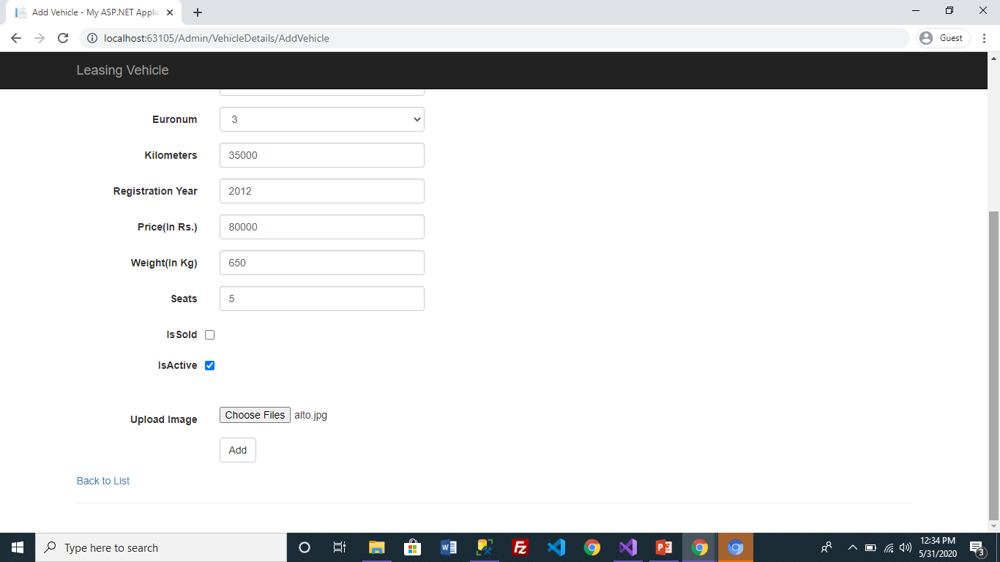 Add Vehicle - My ASP.NET Applic
localhost:63105/Admin/VehicleDetails/AddVehicle
Guest
Leasing Vehicle
Euronum 3
Kilometers 35000
Registration Year 2012
Price(In Rs.) 80000
Weight(In Kg) 650
Seats 5
IsSold
IsActive
Upload Image Choose Files alto.jpg
Add
Back to List
Type here to search
12:34 PM
5/31/2020
3